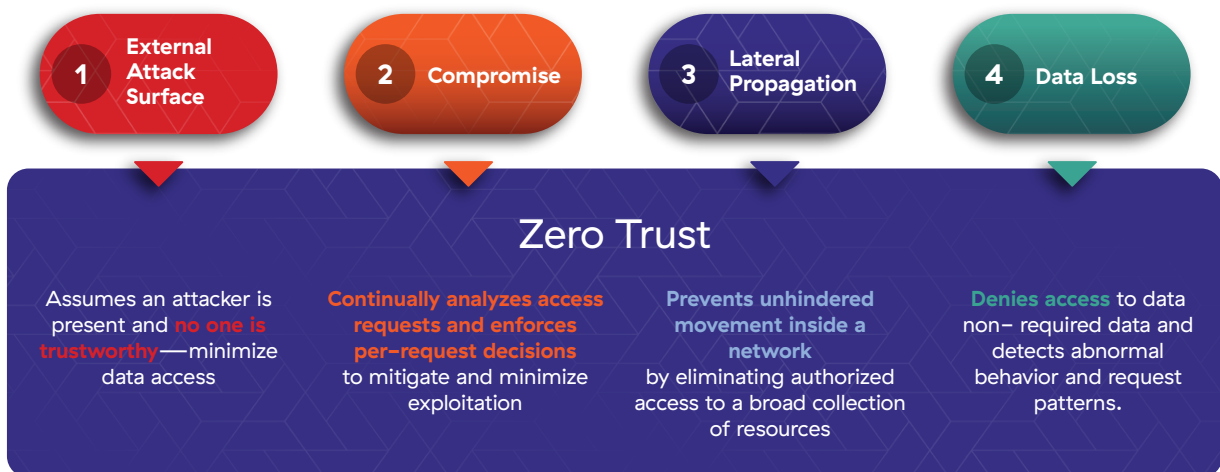 1
External
Attack
Surface
2
Compromise
3
Lateral
Propagation
4
Data Loss
Zero Trust
Assumes an attacker is
present and no one is
trustworthy—minimize
data access
Continually analyzes access
requests and enforces
per-request decisions
to mitigate and minimize
exploitation
Prevents unhindered
movement inside a
network
by eliminating authorized
access to a broad collection
of resources
Denies access to data
non- required data and
detects abnormal
behavior and request
patterns.